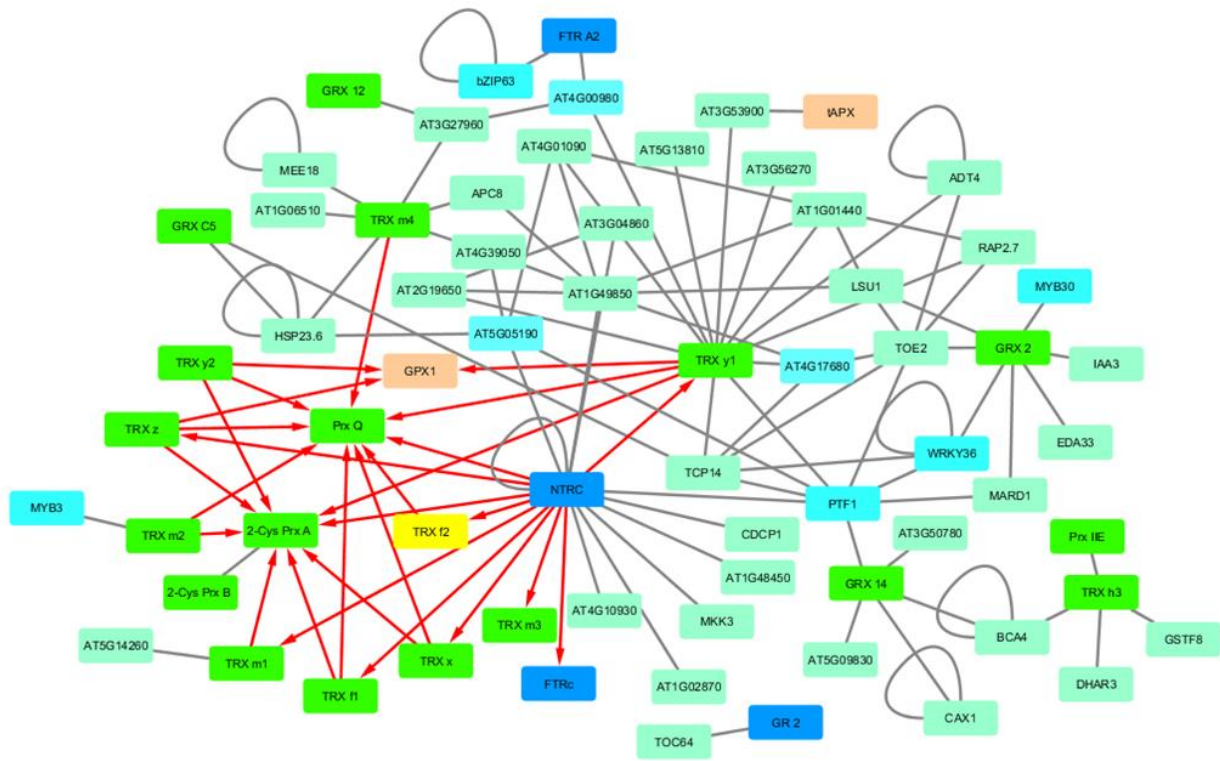 FTR A2
bZIP63
GRX 12
AT4G00980
AT3G53900
tAPX
AT3G27960
AT4G01090
AT5G13810
MEE18
AT3G56270
ADT4
APC8
AT1G06510
TRX m4
AT1G01440
GRX C5
AT3G04860
AT4G39050
RAP2.7
AT2G19650
AT1G49850
LSU1
MYB30
HSP23.6
AT5G05190
TRX y1
AT4G17680
TOE2
GRX 2
TRX y2
GPX1
IAA3
TRX z
Prx Q
EDA33
WRKY36
TCP14
NTRC
MARD1
MYB3
PTF1
TRX m2
2-Cys Prx A
TRX f2
CDCP1
AT3G50780
Prx IIE
AT1G48450
2-Cys Prx B
GRX 14
TRX h3
AT4G10930
MKK3
TRX m3
BCA4
GSTF8
AT5G14260
TRX m1
TRX x
AT5G09830
FTRc
AT1G02870
DHAR3
TRX f1
CAX1
GR 2
TOC64